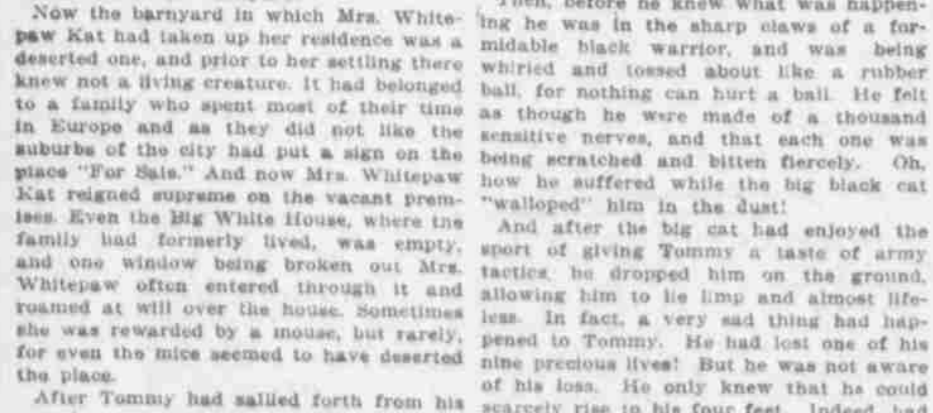 Now the barnyard in which Mrs. White-
paw Kat had taken up her residence was a
deserted one, and prior to her settling there
knew not a living creature. It had belonged
to a family who spent most of their time
in Europe and as they did not like the
suburbs of the city had put a sign on the
place "For Sale." And now Mrs. Whitepaw
Kat reigned supreme on the vacant prem-
ises. Even the Big White House, where the
family had formerly lived, was empty,
and one window being broken out Mrs.
Whitepaw often entered through it and
roamed at will over the house. Sometimes
she was rewarded by a mouse, but rarely,
for even the mice seemed to have deserted
the place.
After Tommy had sallied forth from his
Then, before he knew what was happen-
ing he was in the sharp claws of a for-
midable black warrior, and was being
whirled and tossed about like a rubber
ball, for nothing can hurt a ball. He felt
as though he were made of a thousand
sensitive nerves, and that each one was
being scratched and bitten fiercely. Oh,
how he suffered while the big black cat
"walloped" him in the dust!
And after the big cat had enjoyed the
sport of giving Tommy a taste of army
tactics, he dropped him on the ground,
allowing him to lie limp and almost life-
less. In fact, a very sad thing had hap-
pened to Tommy. He had lost one of his
nine precious lives! But he was not aware
of his loss. He only knew that he could
scarcely rise to his four feet. Indeed, had